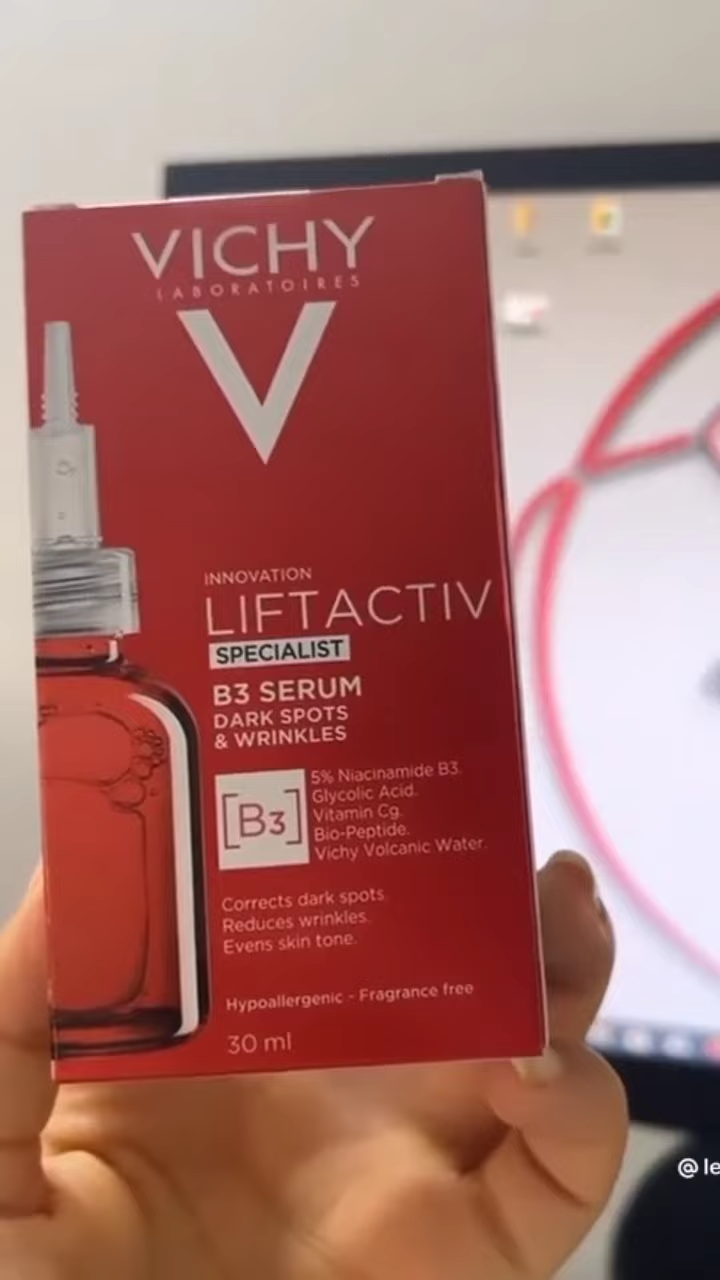 VICHY
LABORATOIRES
V
INNOVATION
LIFTACTIV
SPECIALIST
B3 SERUM
DARK SPOTS
& WRINKLES
[B3]
5% Niacinamide B3.
Glycolic Acid.
Vitamin Cg.
Bio-Peptide.
Vichy Volcanic Water.
Corrects dark spots.
Reduces wrinkles.
Evens skin tone.
Hypoallergenic - Fragrance free
30 ml
@le